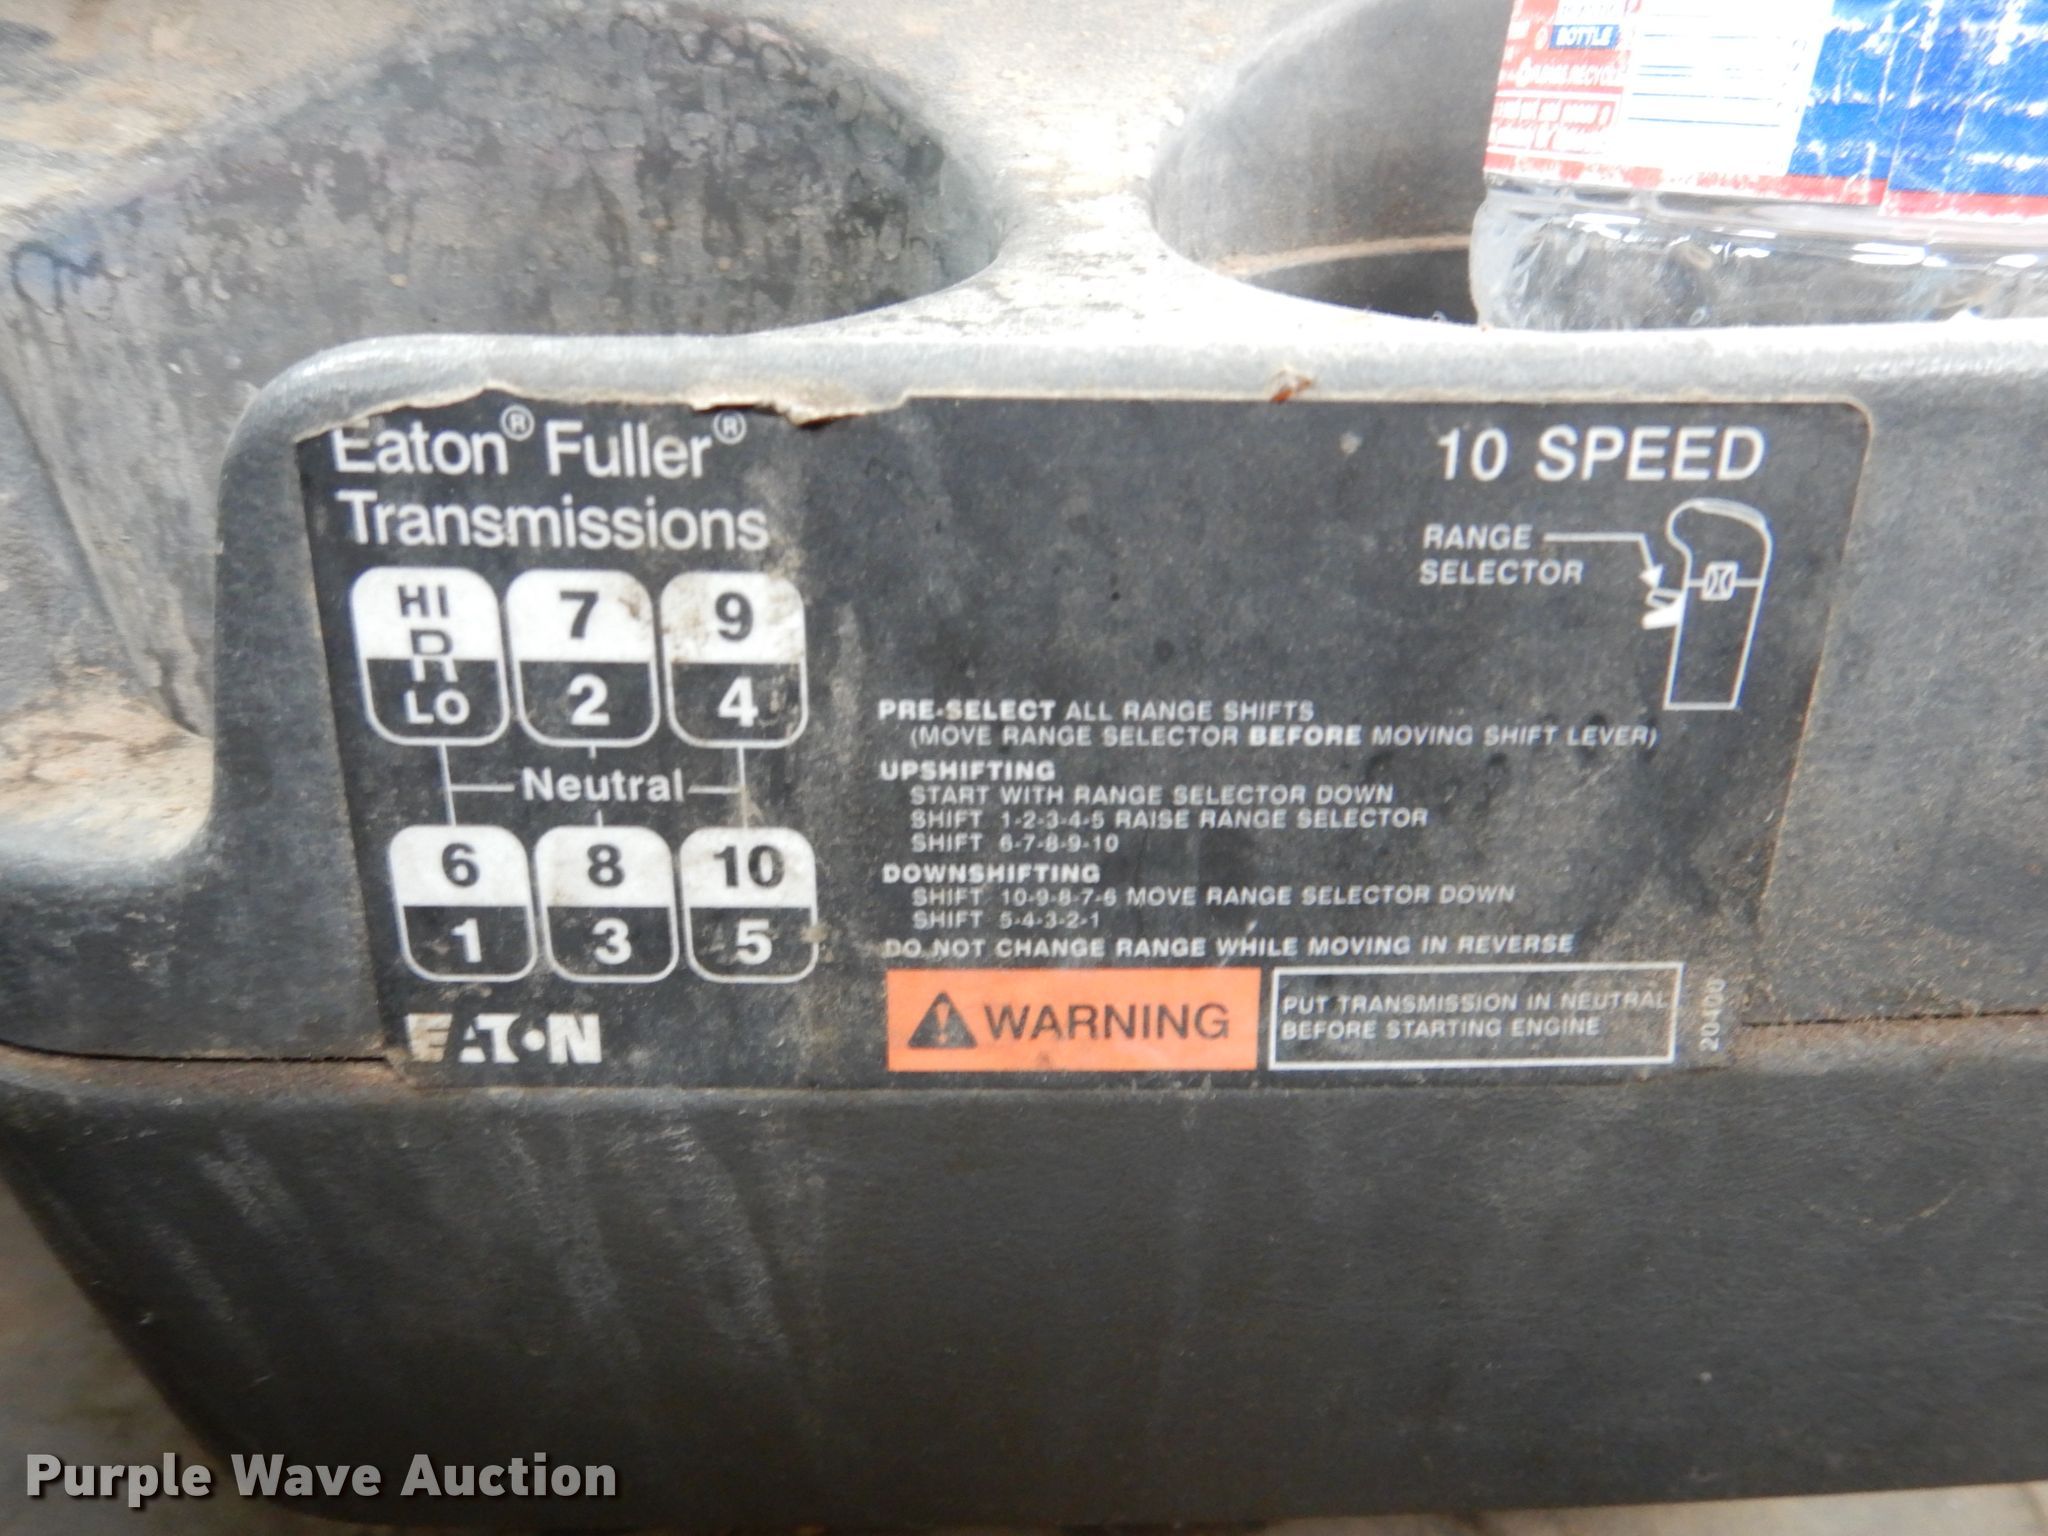 BOTTLE
Eaton® Fuller®
Transmissions
10 SPEED
RANGE
SELECTOR
HI
R
LO
7
2
9
4
Neutral
6
1
8
3
10
5
EATON
PRE-SELECT ALL RANGE SHIFTS
(MOVE RANGE SELECTOR BEFORE MOVING SHIFT LEVER)
UPSHIFTING
START WITH RANGE SELECTOR DOWN
SHIFT 1-2-3-4-5 RAISE RANGE SELECTOR
SHIFT 6-7-8-9-10
DOWNSHIFTING
SHIFT 10-9-8-7-6 MOVE RANGE SELECTOR DOWN
SHIFT 5-4-3-2-1
DO NOT CHANGE RANGE WHILE MOVING IN REVERSE
WARNING
PUT TRANSMISSION IN NEUTRAL
BEFORE STARTING ENGINE
20400
Purple Wave Auction